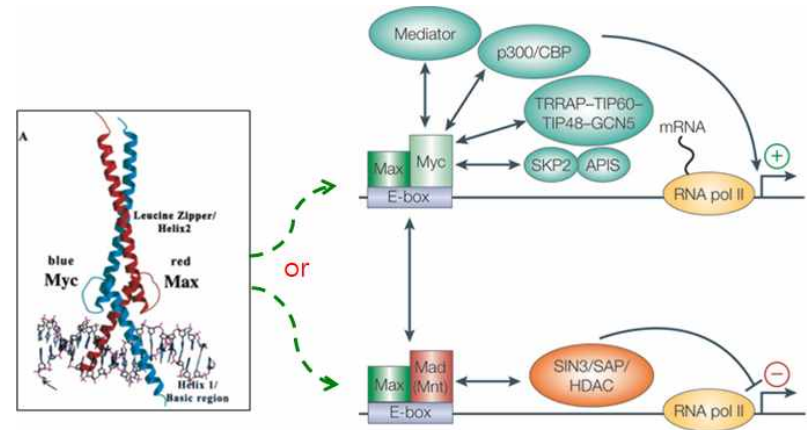 A
Leucine Zipper/
Helix2
blue
Myc
red
Max
Helix 1/
Basic region
or
Mediator
p300/CBP
TRRAP–TIP60–
TIP48–GCN5
mRNA
Max
Myc
SKP2
APIS
+
E-box
RNA pol II
Max
Mad
(Mnt)
SIN3/SAP/
HDAC
−
E-box
RNA pol II